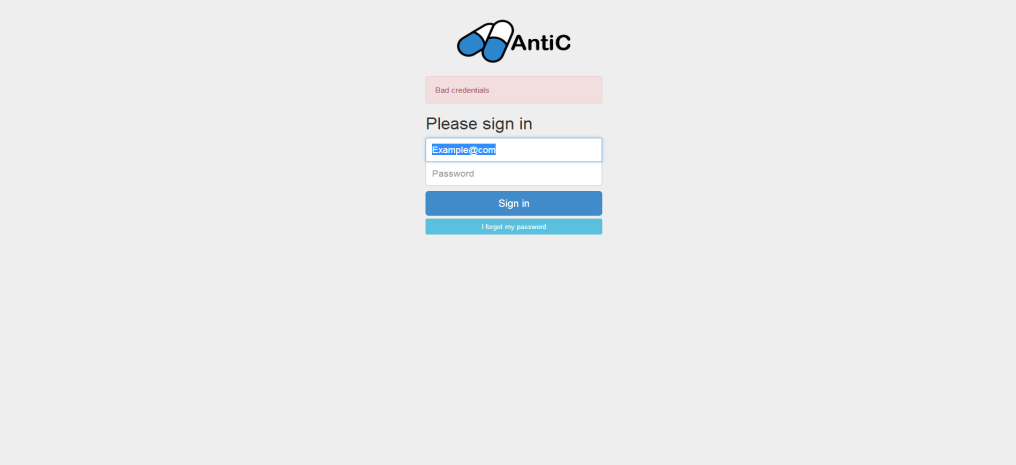 AntiC
Bad credentials
Please sign in
Example@com
Password
Sign in
I forgot my password